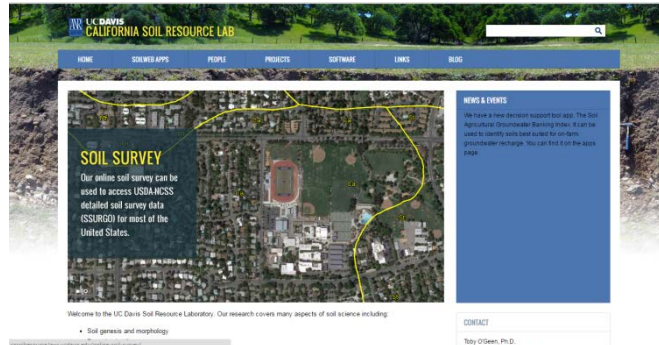 UC DAVIS
CALIFORNIA SOIL RESOURCE LAB
HOME SOILWEB APPS PEOPLE PROJECTS SOFTWARE LINKS BLOG
SOIL SURVEY
Our online soil survey can be
used to access USDA-NCSS
detailed soil survey data
(SSURGO) for most of the
United States.
NEWS & EVENTS
We have a new decision support tool app. The Soil
Agricultural Groundwater Banking Index. It can be
used to identify soils best suited for on-farm
groundwater recharge. You can find it on the apps
page.
Welcome to the UC Davis Soil Resource Laboratory. Our research covers many aspects of soil science including:
• Soil genesis and morphology
CONTACT
Toby O'Geen, Ph.D.